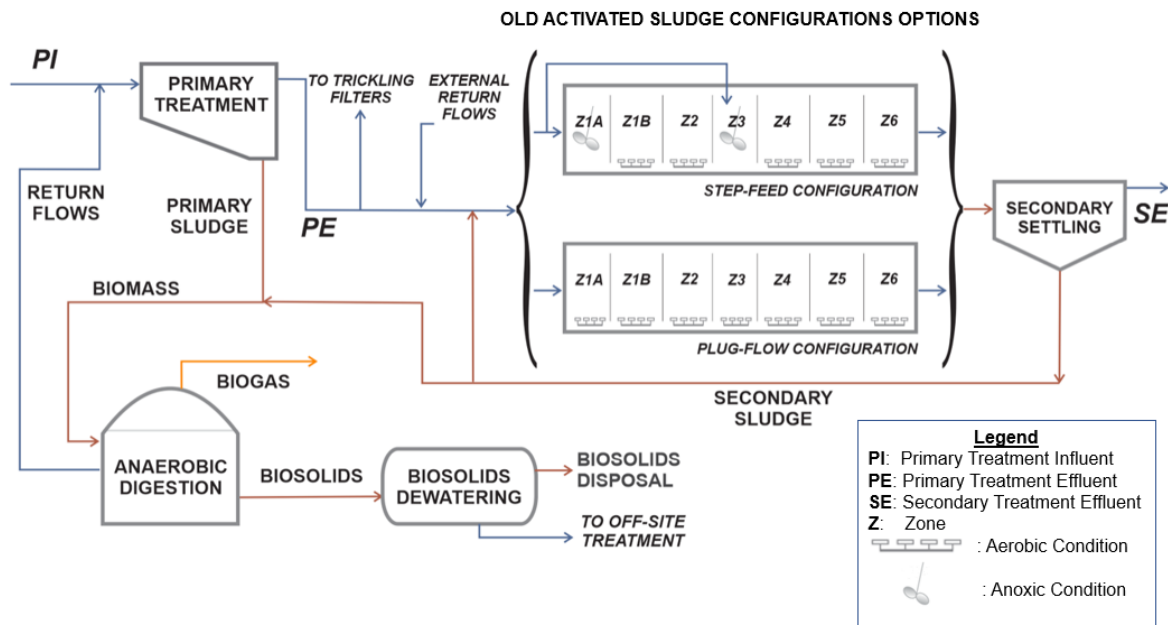 OLD ACTIVATED SLUDGE CONFIGURATIONS OPTIONS
PI
PRIMARY
TREATMENT
TO TRICKLING
FILTERS
EXTERNAL
RETURN
FLOWS
Z1A
Z1B
Z2
Z3
Z4
Z5
Z6
STEP-FEED CONFIGURATION
RETURN
FLOWS
PRIMARY
SLUDGE
PE
SECONDARY
SETTLING
SE
Z1A
Z1B
Z2
Z3
Z4
Z5
Z6
PLUG-FLOW CONFIGURATION
BIOMASS
BIOGAS
SECONDARY
SLUDGE
ANAEROBIC
DIGESTION
BIOSOLIDS
BIOSOLIDS
DEWATERING
BIOSOLIDS
DISPOSAL
TO OFF-SITE
TREATMENT
Legend
PI: Primary Treatment Influent
PE: Primary Treatment Effluent
SE: Secondary Treatment Effluent
Z: Zone
: Aerobic Condition
: Anoxic Condition